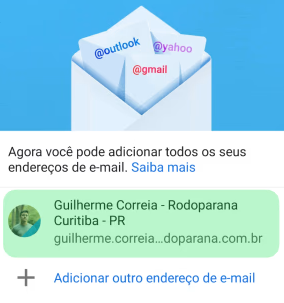 @outlook
@yahoo
@gmail
Agora você pode adicionar todos os seus
endereços de e-mail. Saiba mais
Guilherme Correia - Rodoparana
Curitiba - PR
guilherme.correia...doparana.com.br
Adicionar outro endereço de e-mail